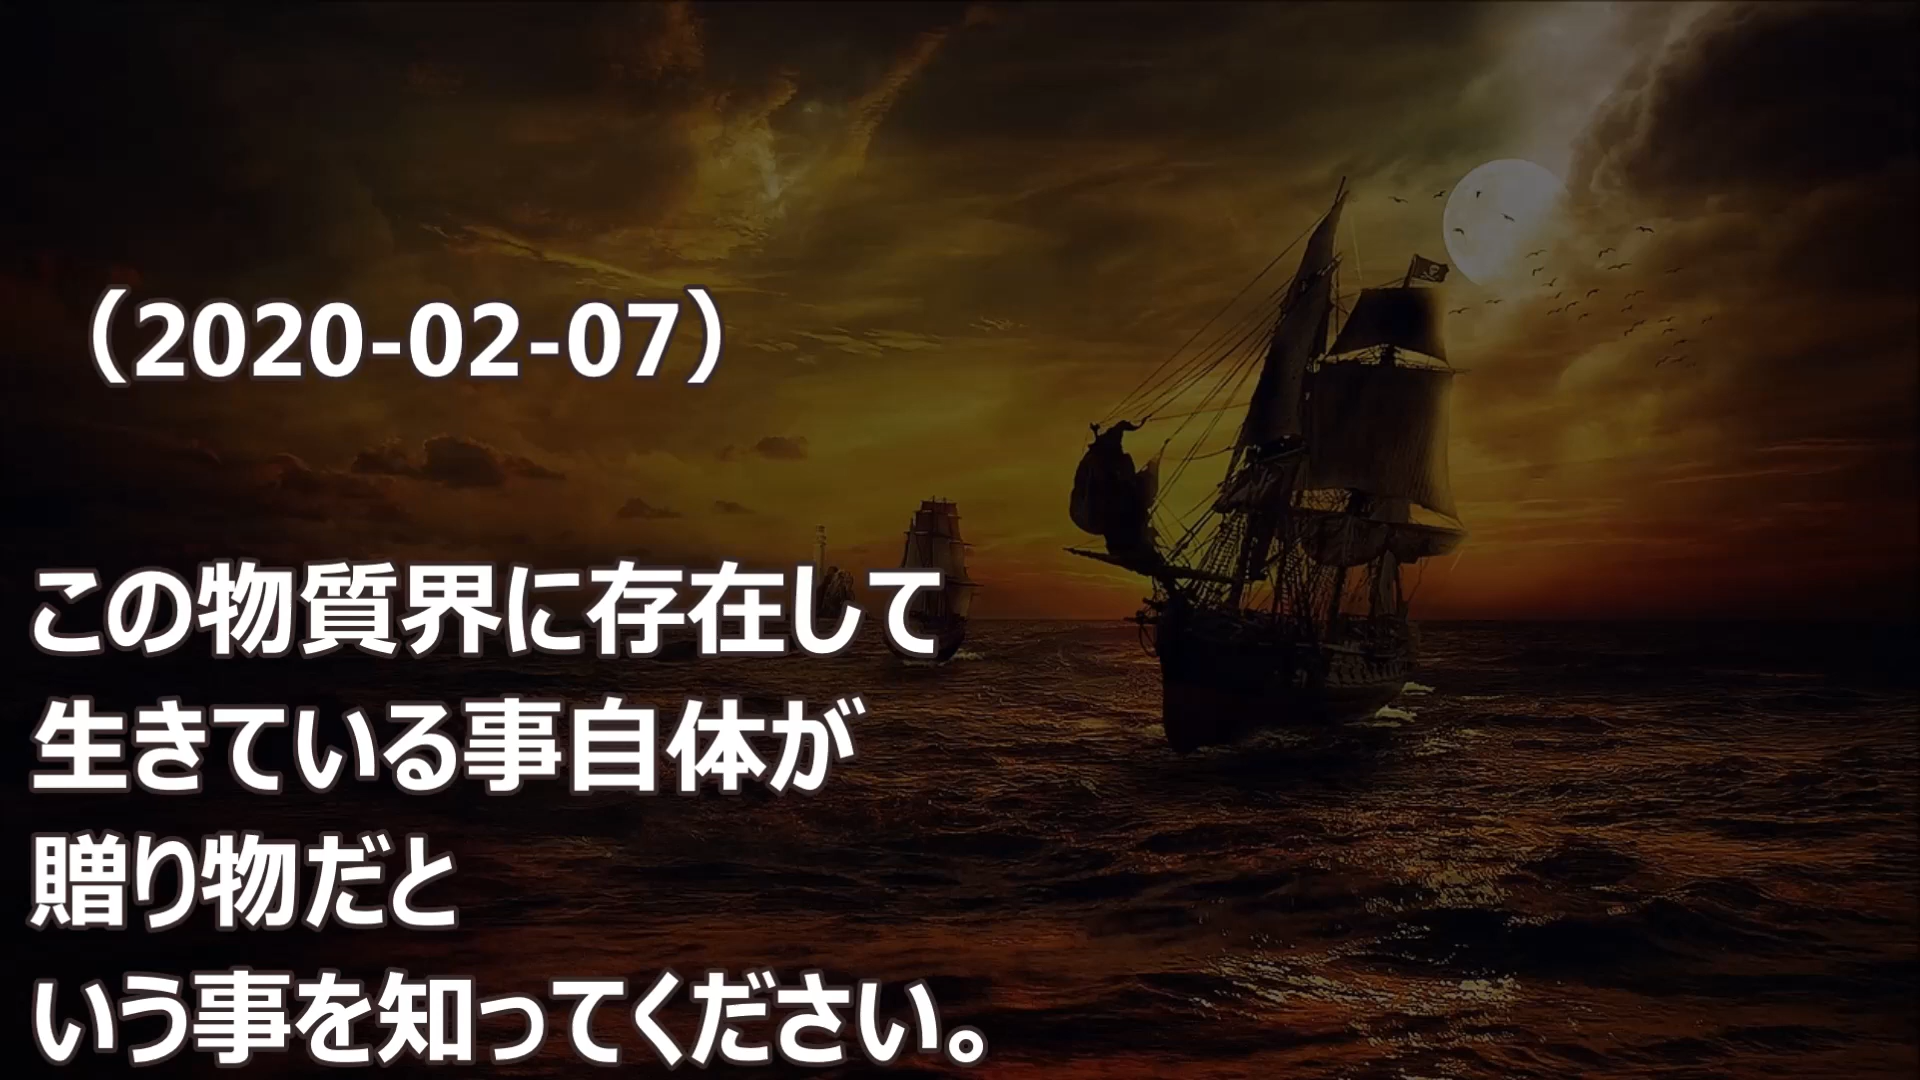 （2020-02-07）
この物質界に存在して
生きている事自体が
贈り物だと
いう事を知ってください。